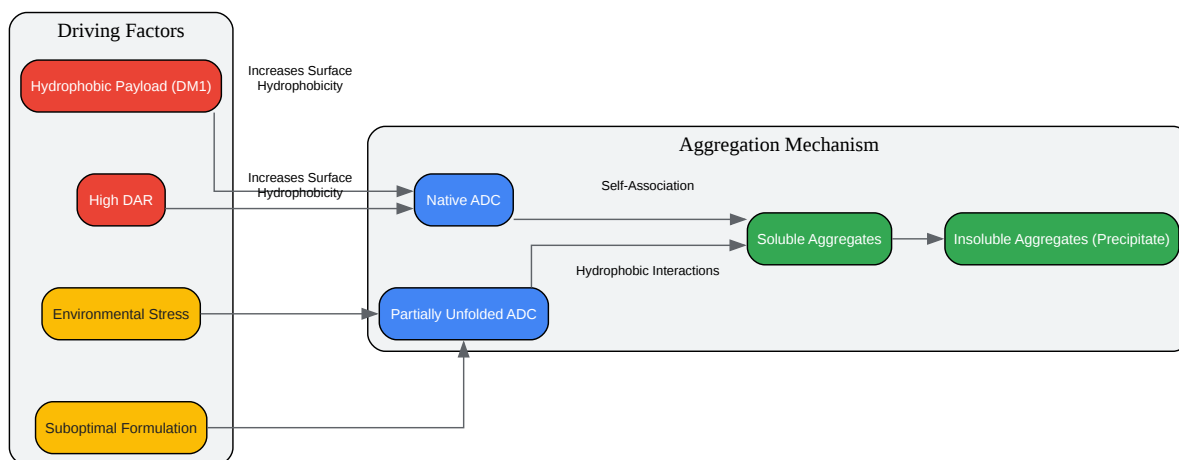 Driving Factors
Hydrophobic Payload (DM1)
Increases Surface
Hydrophobicity
High DAR
Increases Surface
Hydrophobicity
Environmental Stress
Suboptimal Formulation
Aggregation Mechanism
Native ADC
Self-Association
Partially Unfolded ADC
Hydrophobic Interactions
Soluble Aggregates
Insoluble Aggregates (Precipitate)